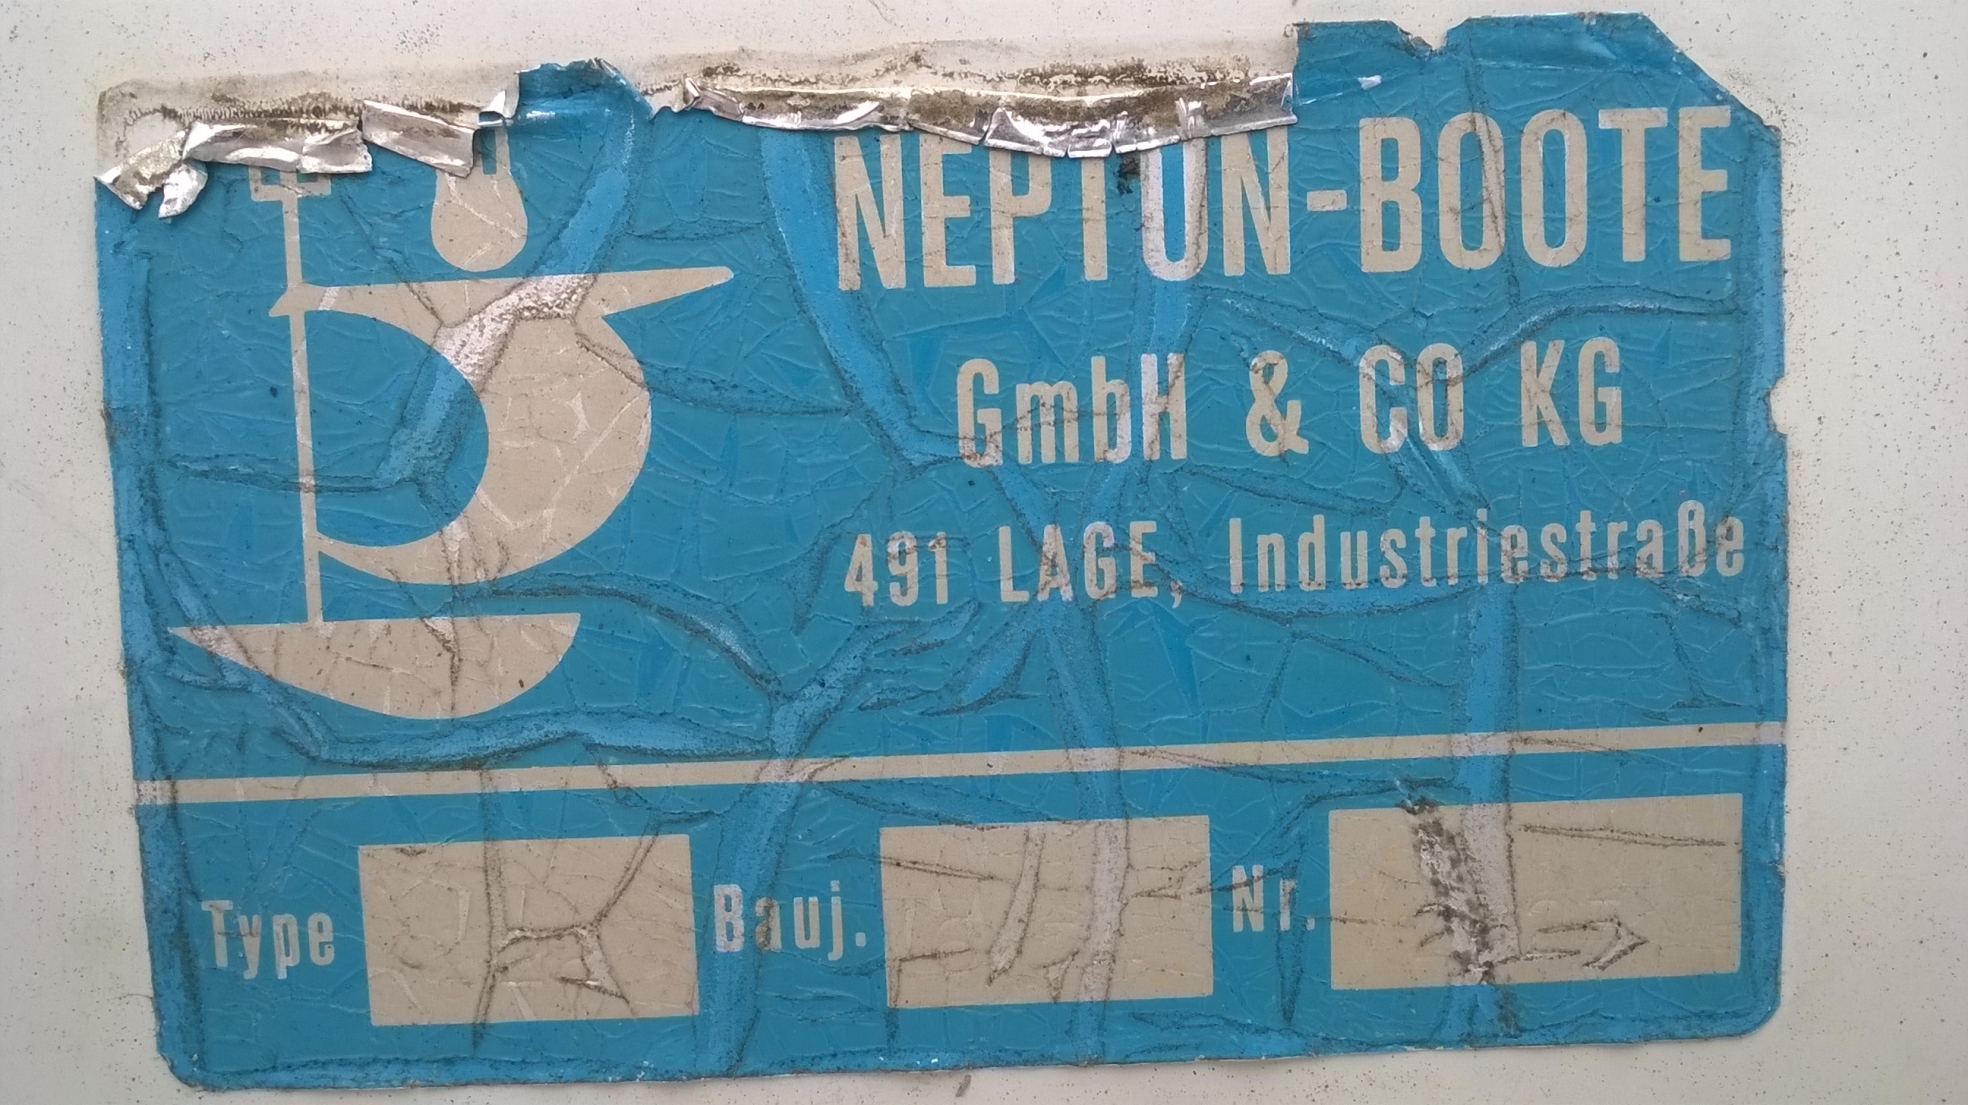 NEPTUN-BOOTE
GmbH & CO KG
491 LAGE, Industriestraße
Type Bauj. Nr.